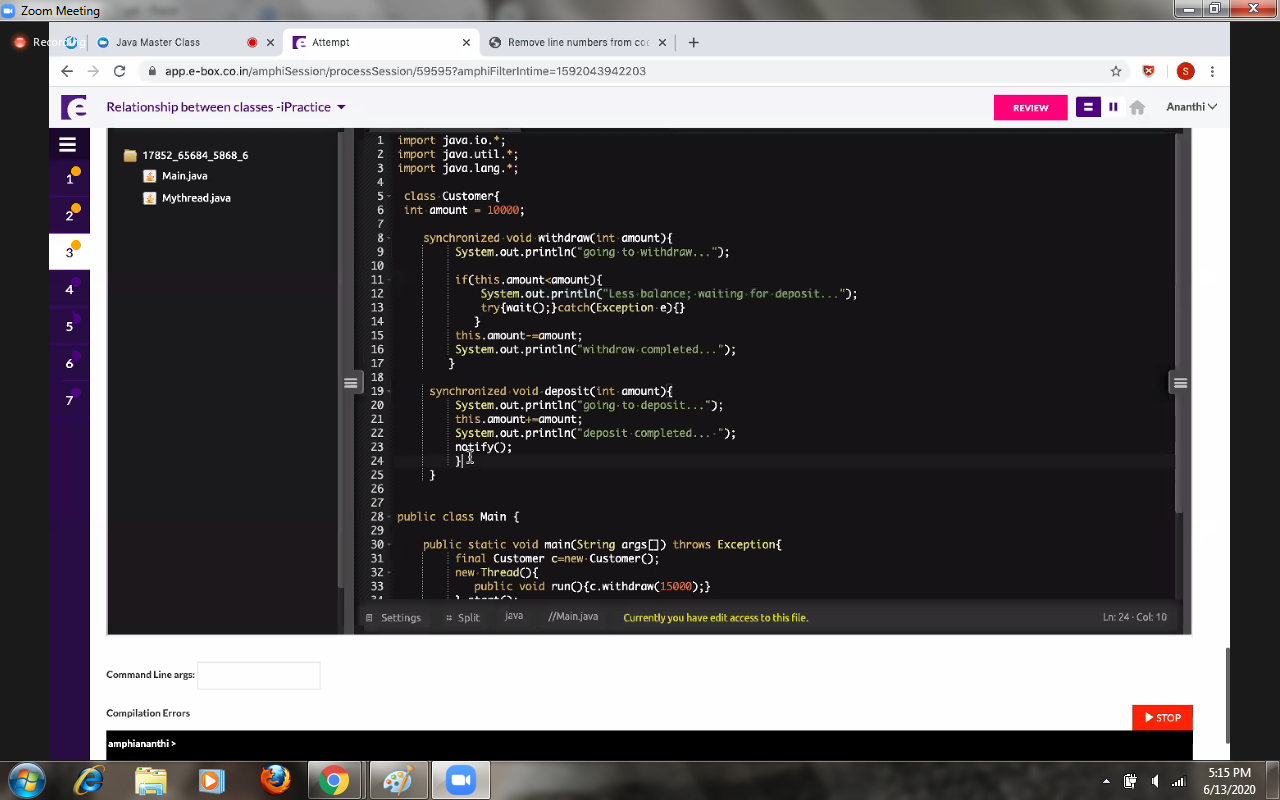 Zoom Meeting
Recording
Java Master Class
Attempt
Remove line numbers from co
app.e-box.co.in/amphiSession/processSession/59595?amphiFilterIntime=1592043942203
S
Relationship between classes -iPractice
REVIEW
Ananthi
17852_65684_5868_6
Main.java
Mythread.java
1
2
3
4
5
6
7
1 import java.io.*;
2 import java.util.*;
3 import java.lang.*;
4
5 class Customer{
6 int amount = 10000;
7
8 synchronized void withdraw(int amount){
9 System.out.println("going to withdraw...");
10
11 if(this.amount<amount){
12 System.out.println("Less balance; waiting for deposit...");
13 try{wait();}catch(Exception e){}
14 }
15 this.amount-=amount;
16 System.out.println("withdraw completed...");
17 }
18
19 synchronized void deposit(int amount){
20 System.out.println("going to deposit...");
21 this.amount+=amount;
22 System.out.println("deposit completed... ");
23 notify();
24 }
25 }
26
27
28 public class Main {
29
30 public static void main(String args[]) throws Exception{
31 final Customer c=new Customer();
32 new Thread(){
33 public void run(){c.withdraw(15000);}
34 }.start();
Settings
Split
java
//Main.java
Currently you have edit access to this file.
Ln: 24 - Col: 10
Command Line args:
Compilation Errors
STOP
amphiananthi >
5:15 PM
6/13/2020